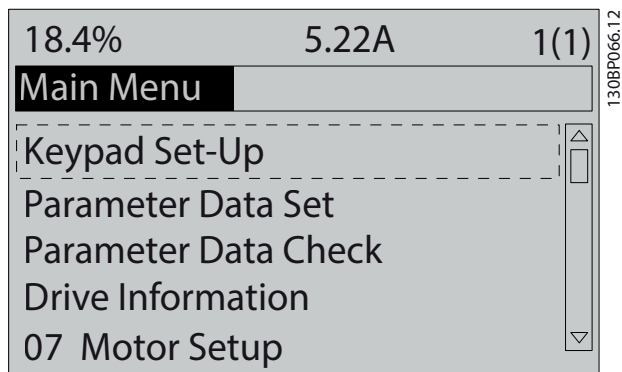 18.4% 5.22A 1(1)
Main Menu
Keypad Set-Up
Parameter Data Set
Parameter Data Check
Drive Information
07 Motor Setup
130BP066.12